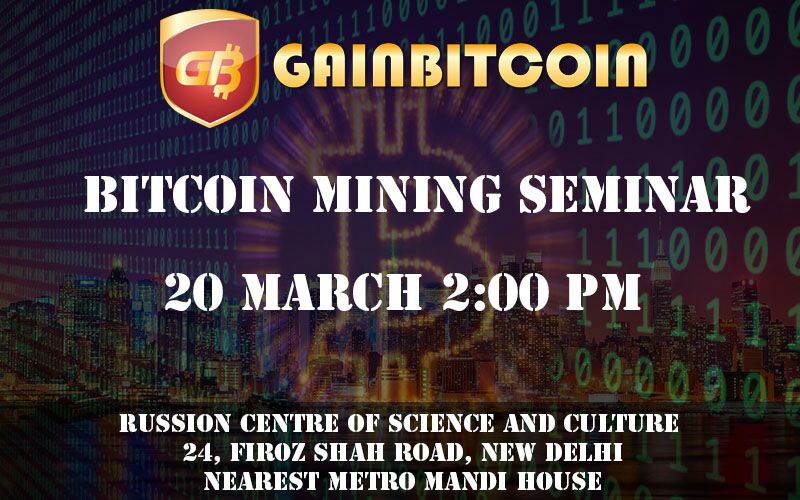 GB GAINBITCOIN
BITCOIN MINING SEMINAR
20 MARCH 2:00 PM
RUSSION CENTRE OF SCIENCE AND CULTURE
24, FIROZ SHAH ROAD, NEW DELHI
NEAREST METRO MANDI HOUSE